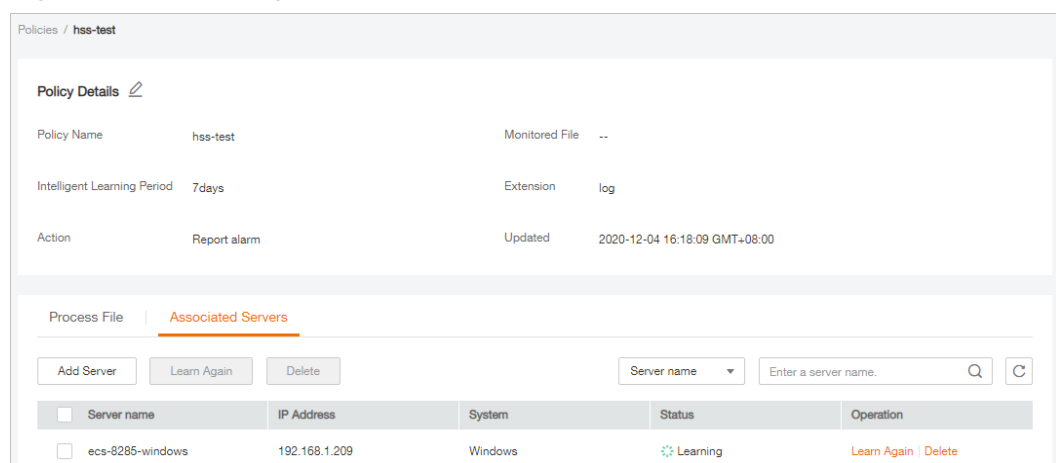 Policies / hss-test
Policy Details
Policy Name hss-test Monitored File --
Intelligent Learning Period 7days Extension log
Action Report alarm Updated 2020-12-04 16:18:09 GMT+08:00
Process File Associated Servers
Add Server Learn Again Delete Server name Enter a server name.
Server name IP Address System Status Operation
ecs-8285-windows 192.168.1.209 Windows Learning Learn Again Delete